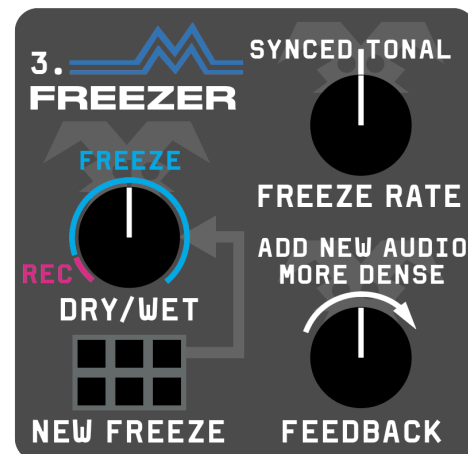 3.
FREEZER
FREEZE
REC
DRY/WET
NEW FREEZE
SYNCED TONAL
FREEZE RATE
ADD NEW AUDIO
MORE DENSE
FEEDBACK